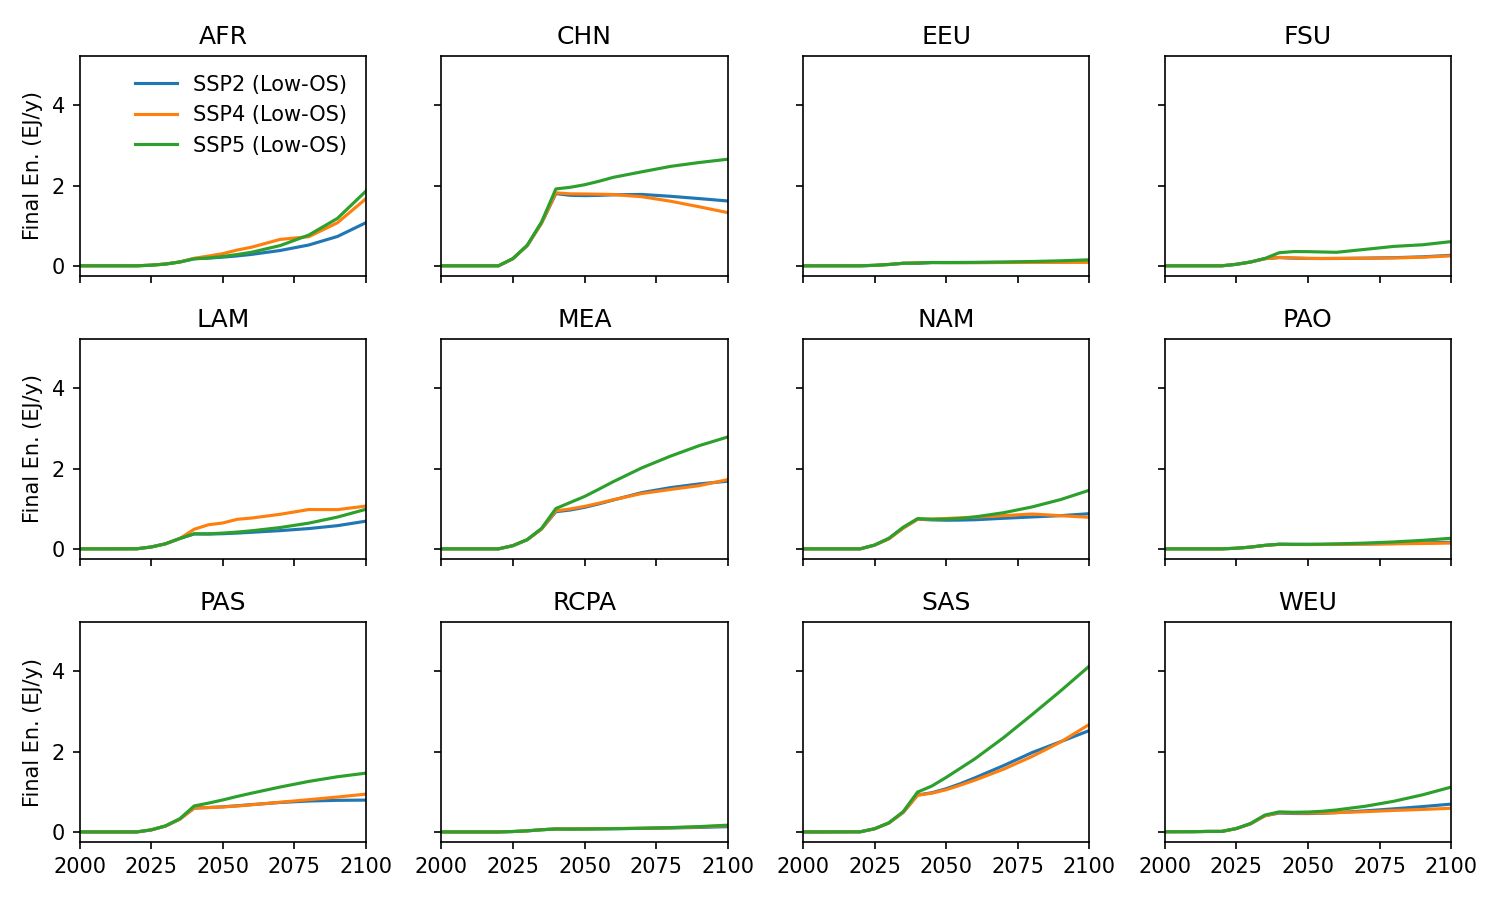 AFR CHN EEU FSU
Final En. (EJ/y)
4
2
0
SSP2 (Low-OS)
SSP4 (Low-OS)
SSP5 (Low-OS)
LAM MEA NAM PAO
Final En. (EJ/y)
4
2
0
PAS RCPA SAS WEU
Final En. (EJ/y)
4
2
0
2000 2025 2050 2075 2100 2000 2025 2050 2075 2100 2000 2025 2050 2075 2100 2000 2025 2050 2075 2100